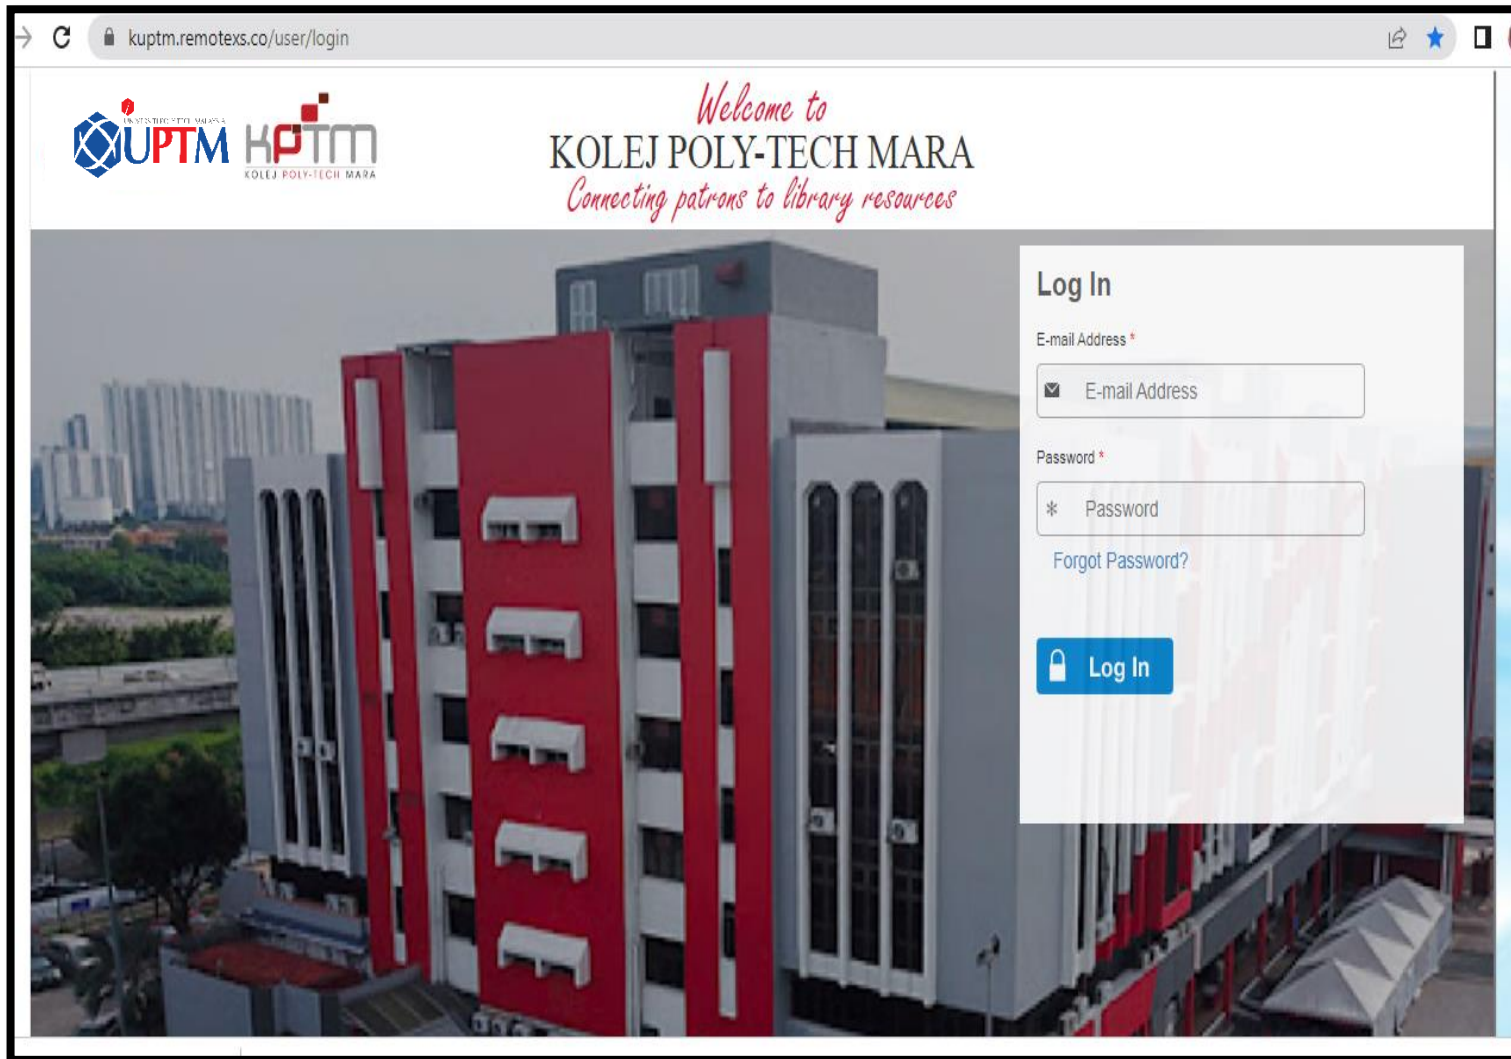 kuptm.remotexs.co/user/login
UPTM
KPTM
KOLEJ POLY-TECH MARA
Welcome to
KOLEJ POLY-TECH MARA
Connecting patrons to library resources
Log In
E-mail Address *
E-mail Address
Password *
Password
Forgot Password?
Log In